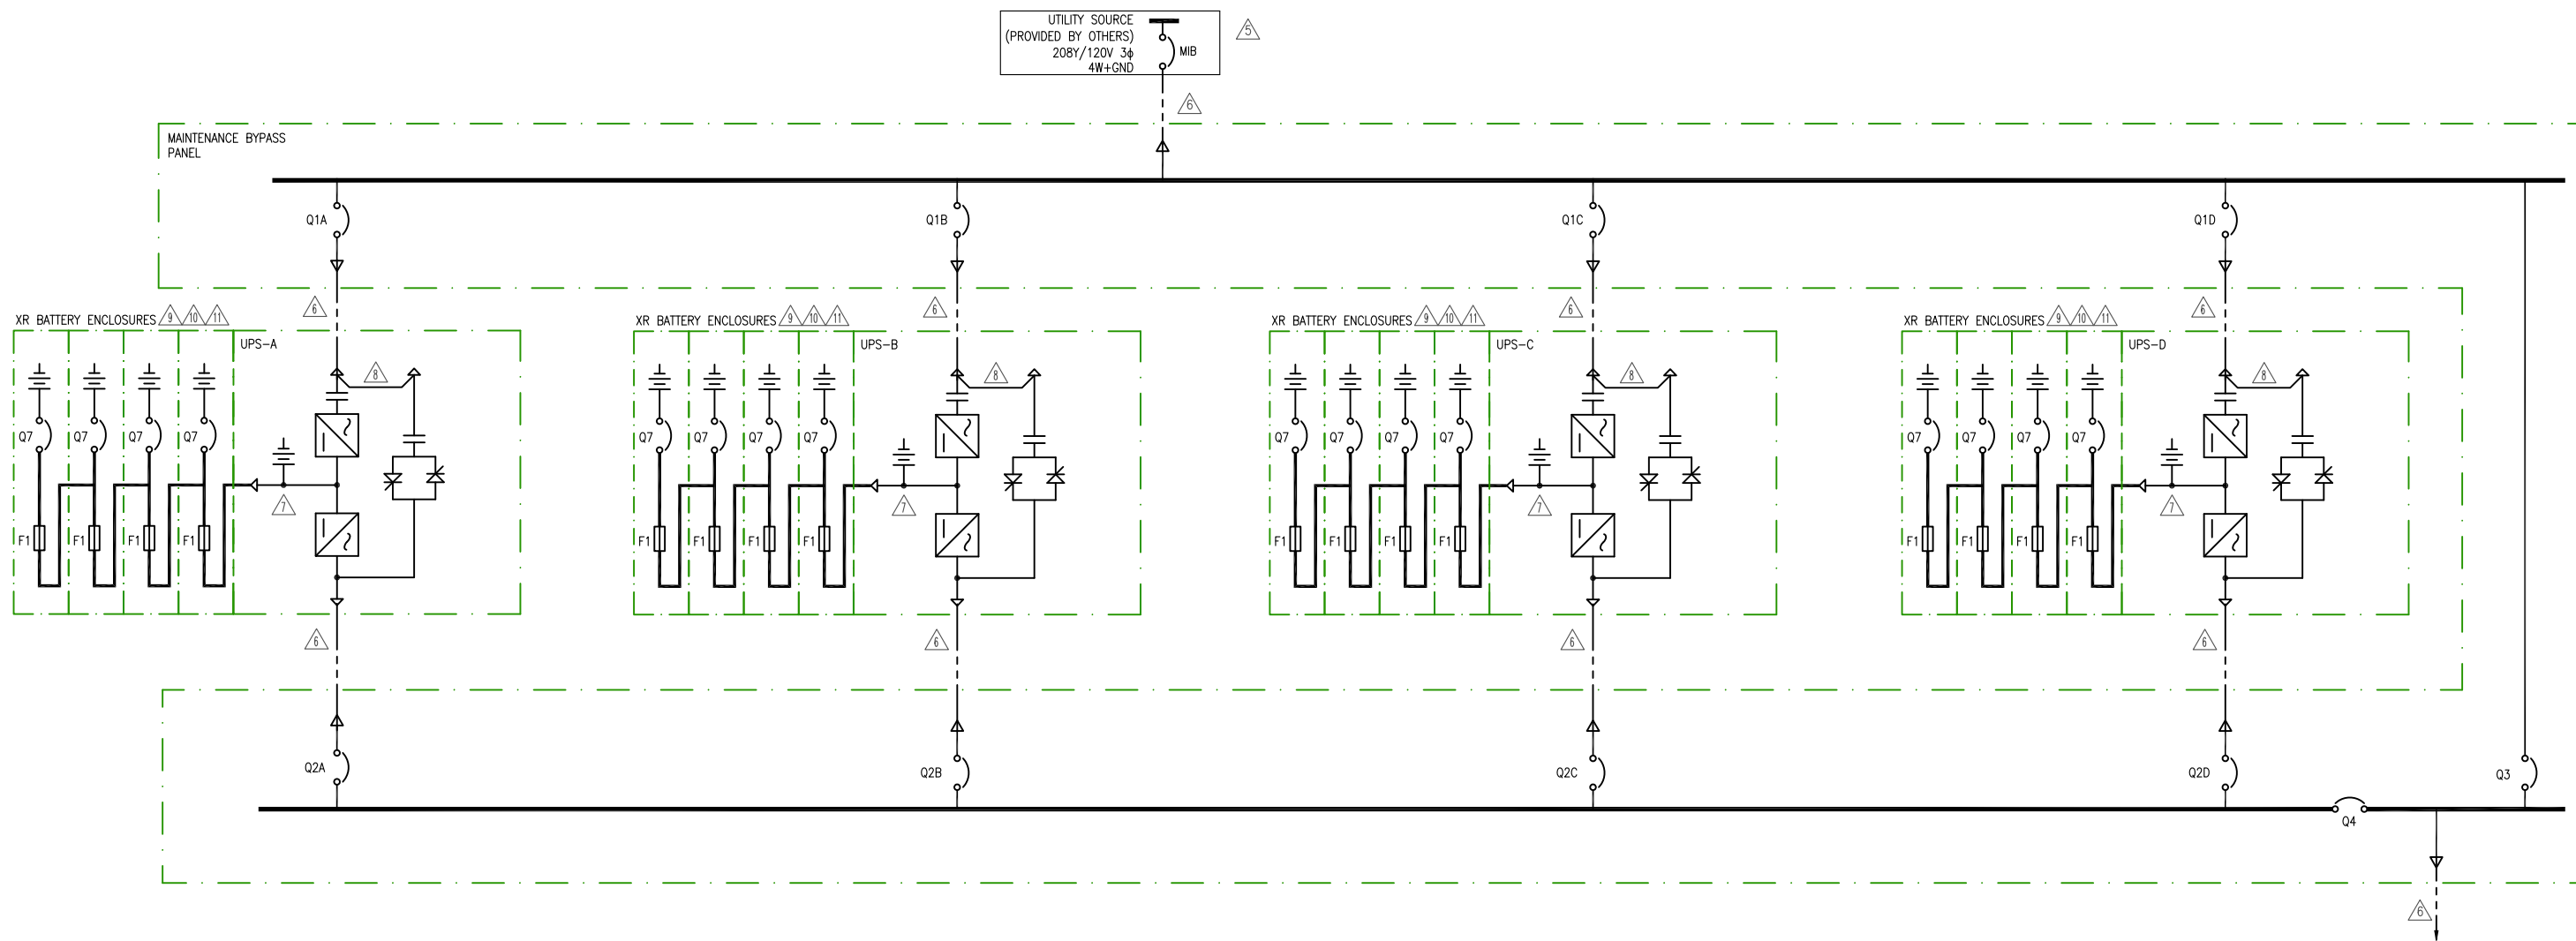 UTILITY SOURCE
(PROVIDED BY OTHERS)
208Y/120V 3ϕ
4W+GND
MIB
5
6
MAINTENANCE BYPASS
PANEL
Q1A
Q1B
Q1C
Q1D
6
6
6
6
XR BATTERY ENCLOSURES 9 10 11
XR BATTERY ENCLOSURES 9 10 11
XR BATTERY ENCLOSURES 9 10 11
XR BATTERY ENCLOSURES 9 10 11
UPS-A
UPS-B
UPS-C
UPS-D
8
8
8
8
Q7 Q7 Q7 Q7
Q7 Q7 Q7 Q7
Q7 Q7 Q7 Q7
Q7 Q7 Q7 Q7
7
7
7
7
F1 F1 F1 F1
F1 F1 F1 F1
F1 F1 F1 F1
F1 F1 F1 F1
6
6
6
6
Q2A
Q2B
Q2C
Q2D
Q3
Q4
6